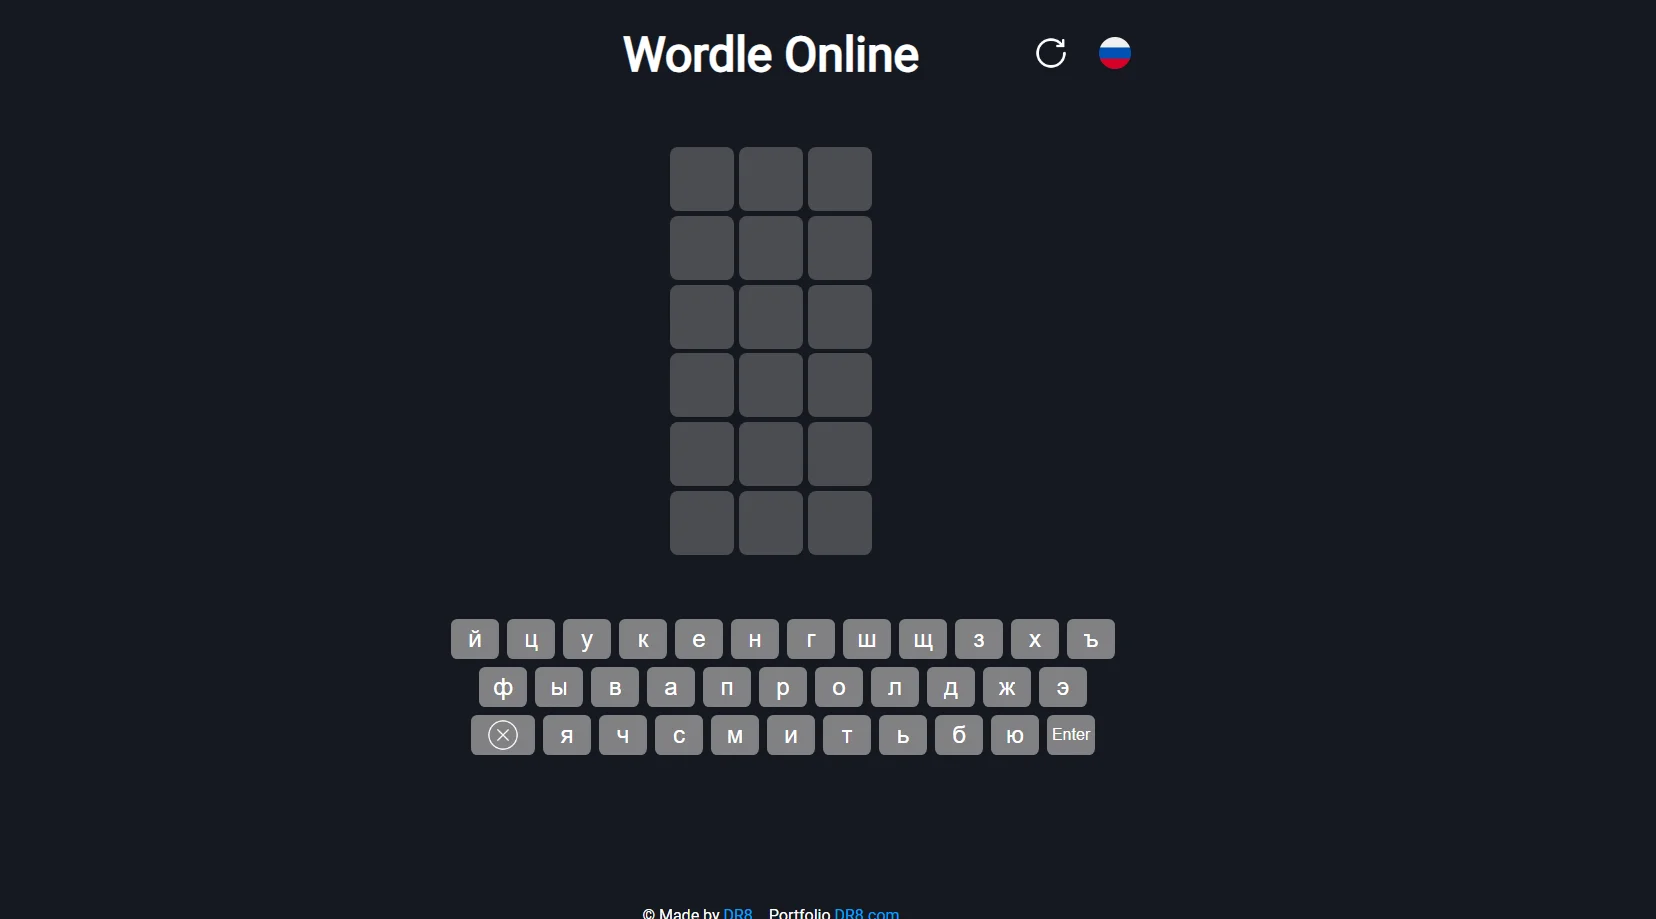 Wordle Online
й ц у к е н г ш щ з х ъ
ф ы в а п р о л д ж э
я ч с м и т ь б ю Enter
© Made by DR8 Portfolio DR8.com